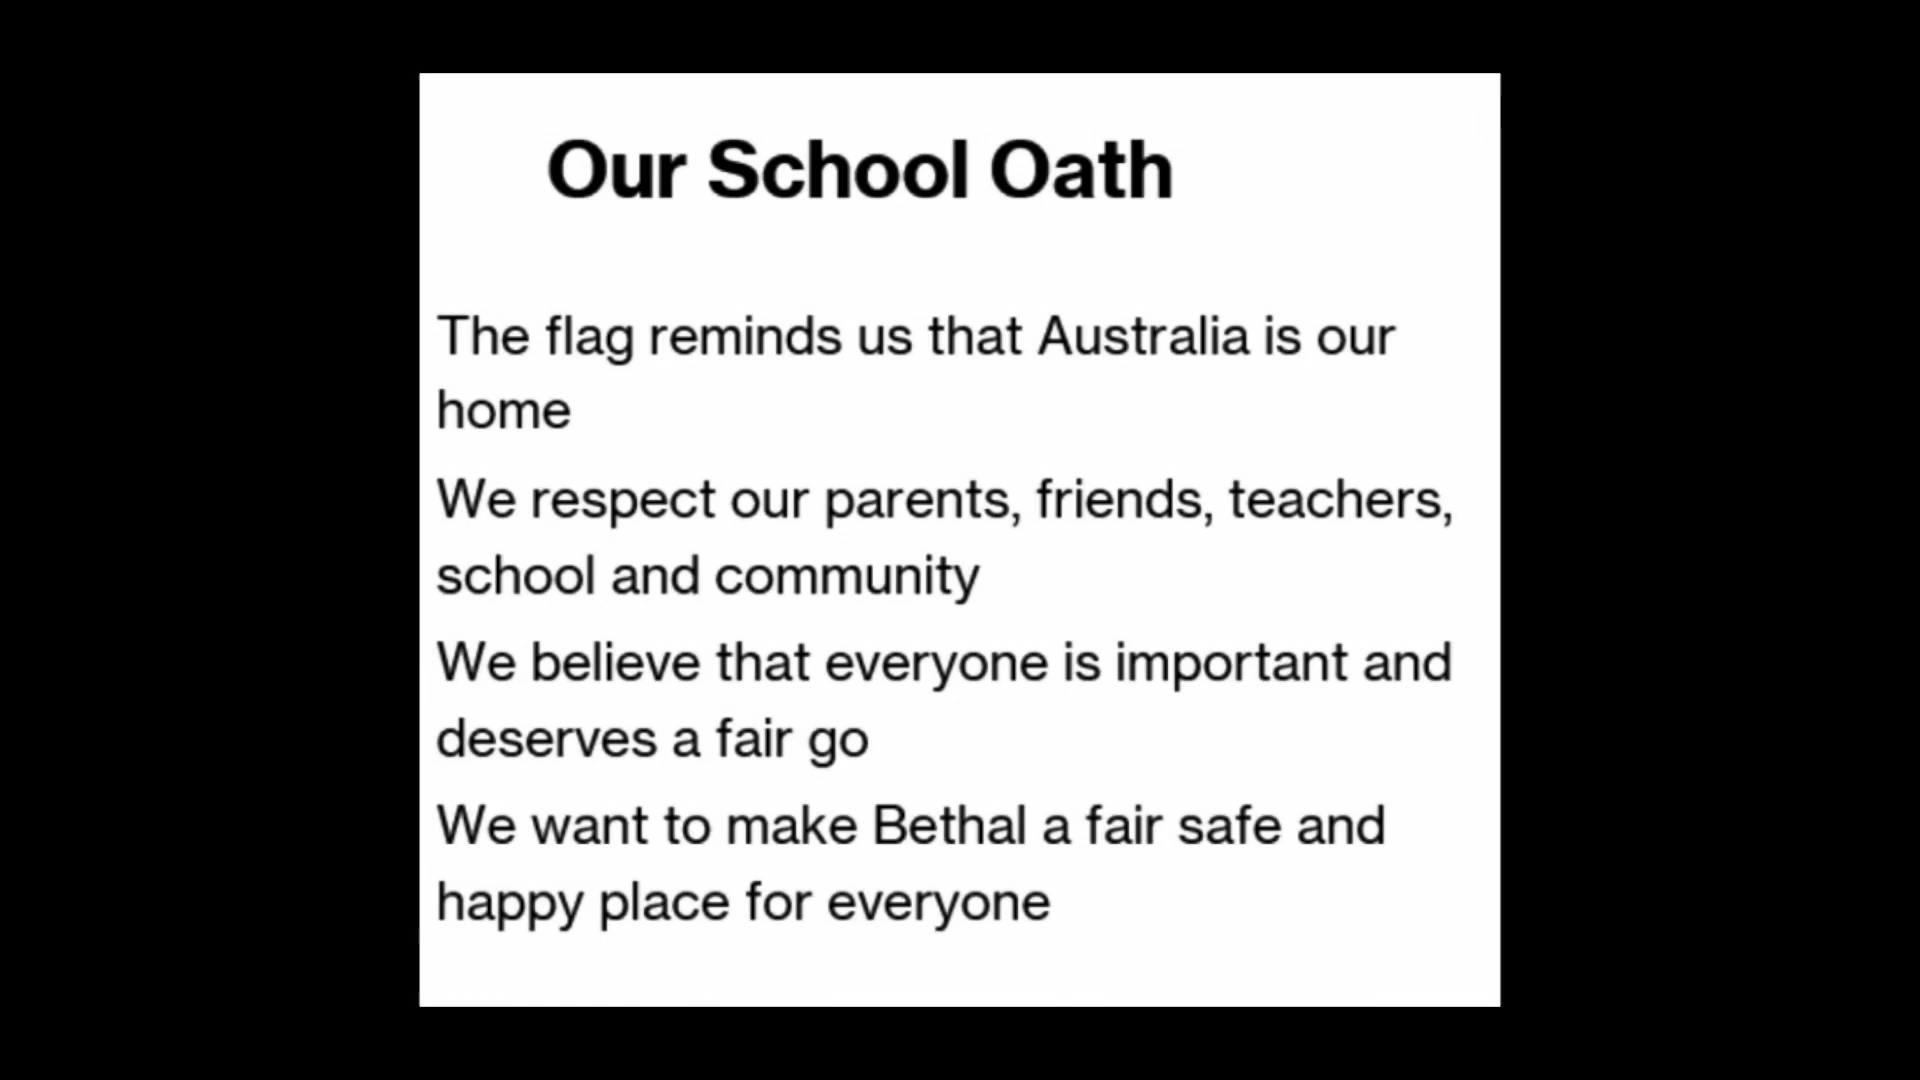 Our School Oath
The flag reminds us that Australia is our
home
We respect our parents, friends, teachers,
school and community
We believe that everyone is important and
deserves a fair go
We want to make Bethal a fair safe and
happy place for everyone